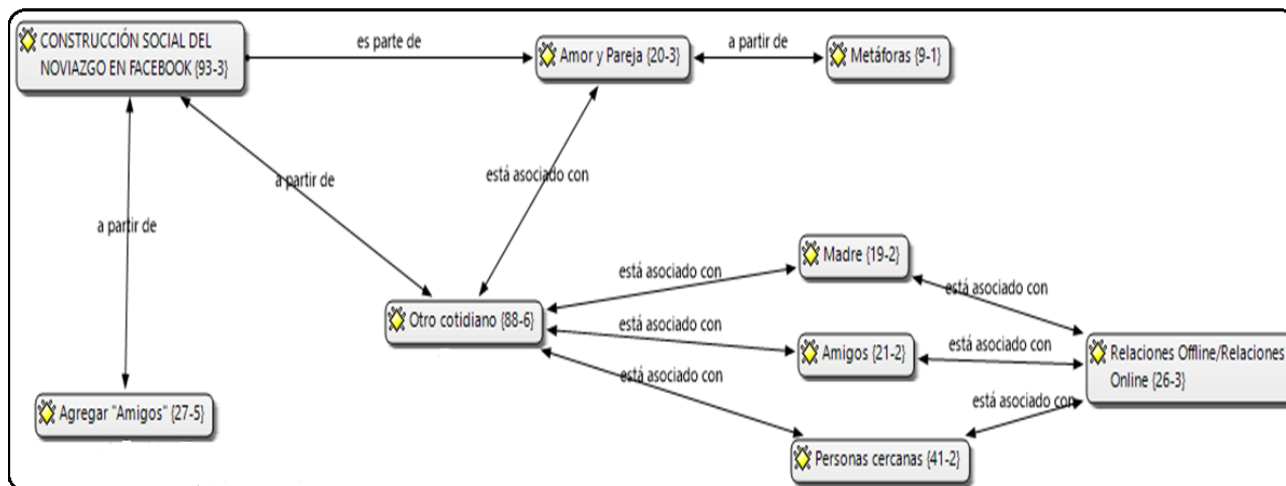 CONSTRUCCIÓN SOCIAL DEL
NOVIAZGO EN FACEBOOK {93-3}
es parte de
Amor y Pareja {20-3}
a partir de
Metáforas {9-1}
a partir de
está asociado con
a partir de
Madre {19-2}
está asociado con
está asociado con
Otro cotidiano {88-6}
está asociado con
Amigos {21-2}
está asociado con
Relaciones Offline/Relaciones
Online {26-3}
está asociado con
está asociado con
Agregar "Amigos" {27-5}
Personas cercanas {41-2}